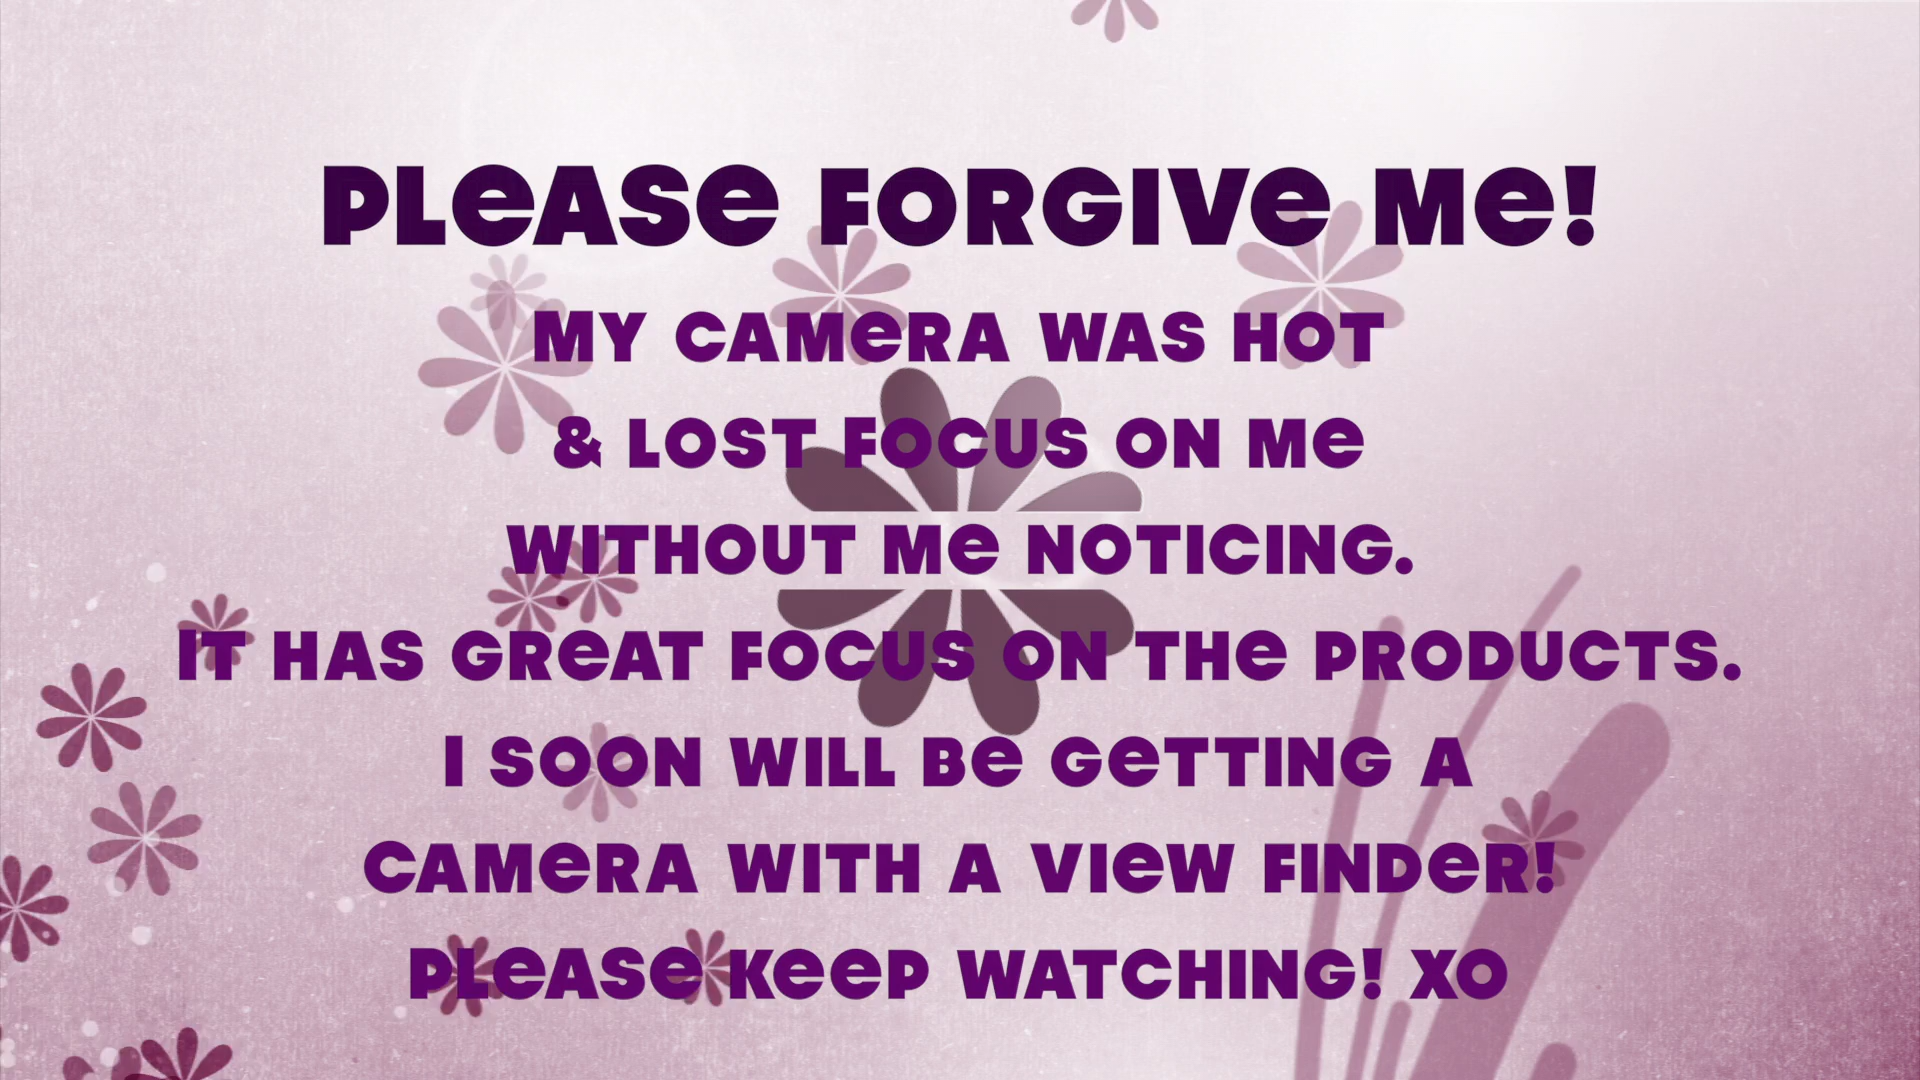 PLEASE FORGIVE ME!
MY CAMERA WAS HOT
& LOST FOCUS ON ME
WITHOUT ME NOTICING.
IT HAS GREAT FOCUS ON THE PRODUCTS.
I SOON WILL BE GETTING A
CAMERA WITH A VIEW FINDER!
PLEASE KEEP WATCHING! XO